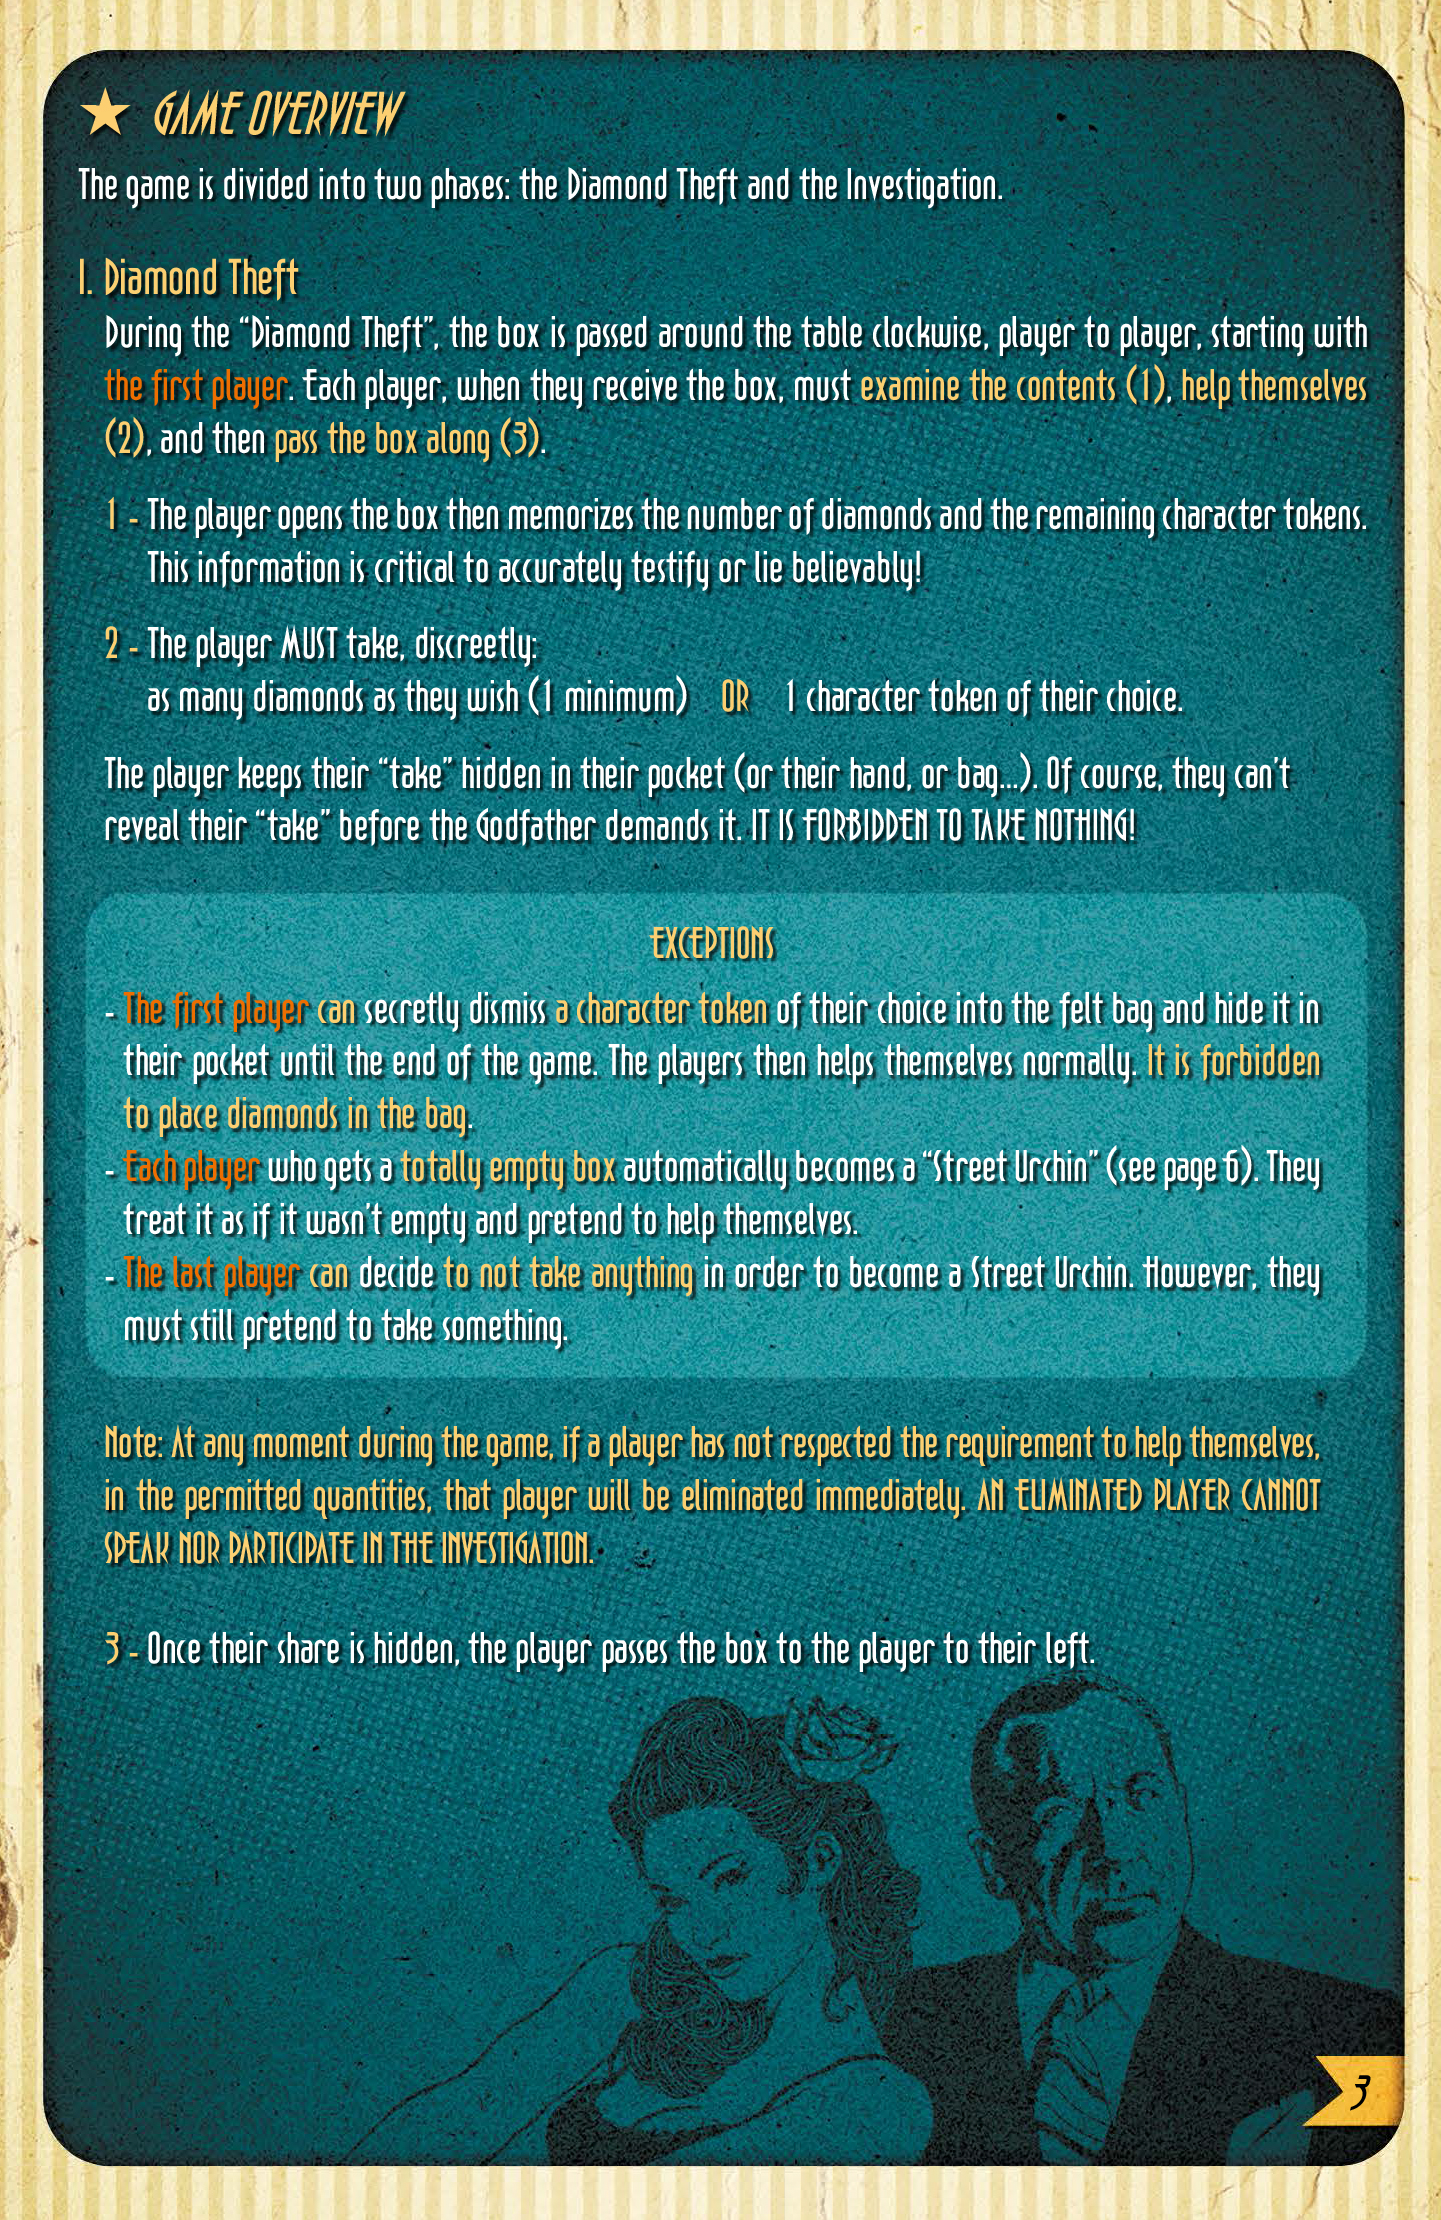 ★ GAME OVERVIEW
The game is divided into two phases: the Diamond Theft and the Investigation.
I. Diamond Theft
During the “Diamond Theft”, the box is passed around the table clockwise, player to player, starting with
the first player. Each player, when they receive the box, must examine the contents (1), help themselves
(2), and then pass the box along (3).
1 - The player opens the box then memorizes the number of diamonds and the remaining character tokens.
This information is critical to accurately testify or lie believably!
2 - The player MUST take, discreetly:
as many diamonds as they wish (1 minimum) OR 1 character token of their choice.
The player keeps their “take” hidden in their pocket (or their hand, or bag...). Of course, they can’t
reveal their “take” before the Godfather demands it. IT IS FORBIDDEN TO TAKE NOTHING!
EXCEPTIONS
- The first player can secretly dismiss a character token of their choice into the felt bag and hide it in
their pocket until the end of the game. The players then helps themselves normally. It is forbidden
to place diamonds in the bag.
- Each player who gets a totally empty box automatically becomes a “Street Urchin” (see page 6). They
treat it as if it wasn’t empty and pretend to help themselves.
- The last player can decide to not take anything in order to become a Street Urchin. However, they
must still pretend to take something.
Note: At any moment during the game, if a player has not respected the requirement to help themselves,
in the permitted quantities, that player will be eliminated immediately. AN ELIMINATED PLAYER CANNOT
SPEAK NOR PARTICIPATE IN THE INVESTIGATION.
3 - Once their share is hidden, the player passes the box to the player to their left.
3